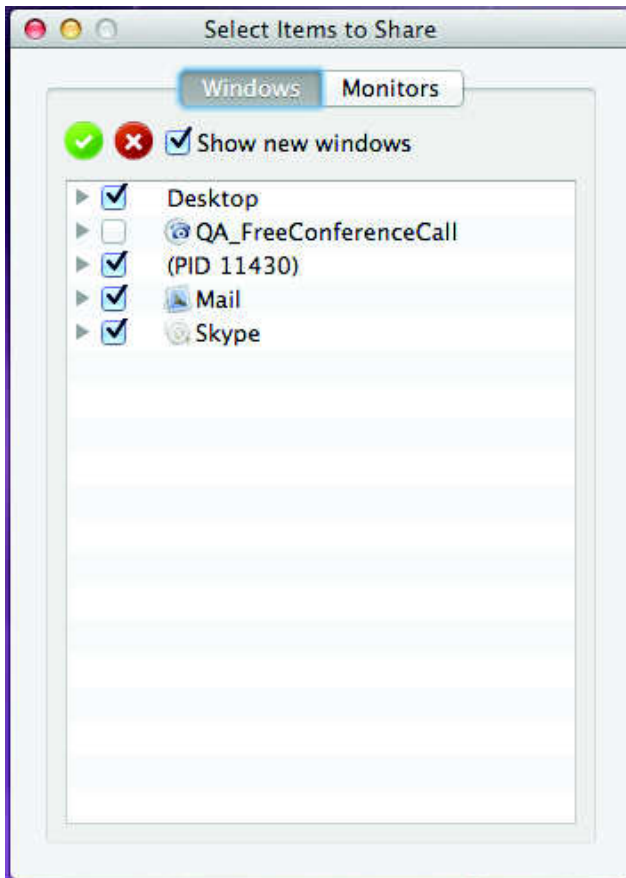 Select Items to Share
Windows Monitors
Show new windows
Desktop
QA_FreeConferenceCall
(PID 11430)
Mail
Skype